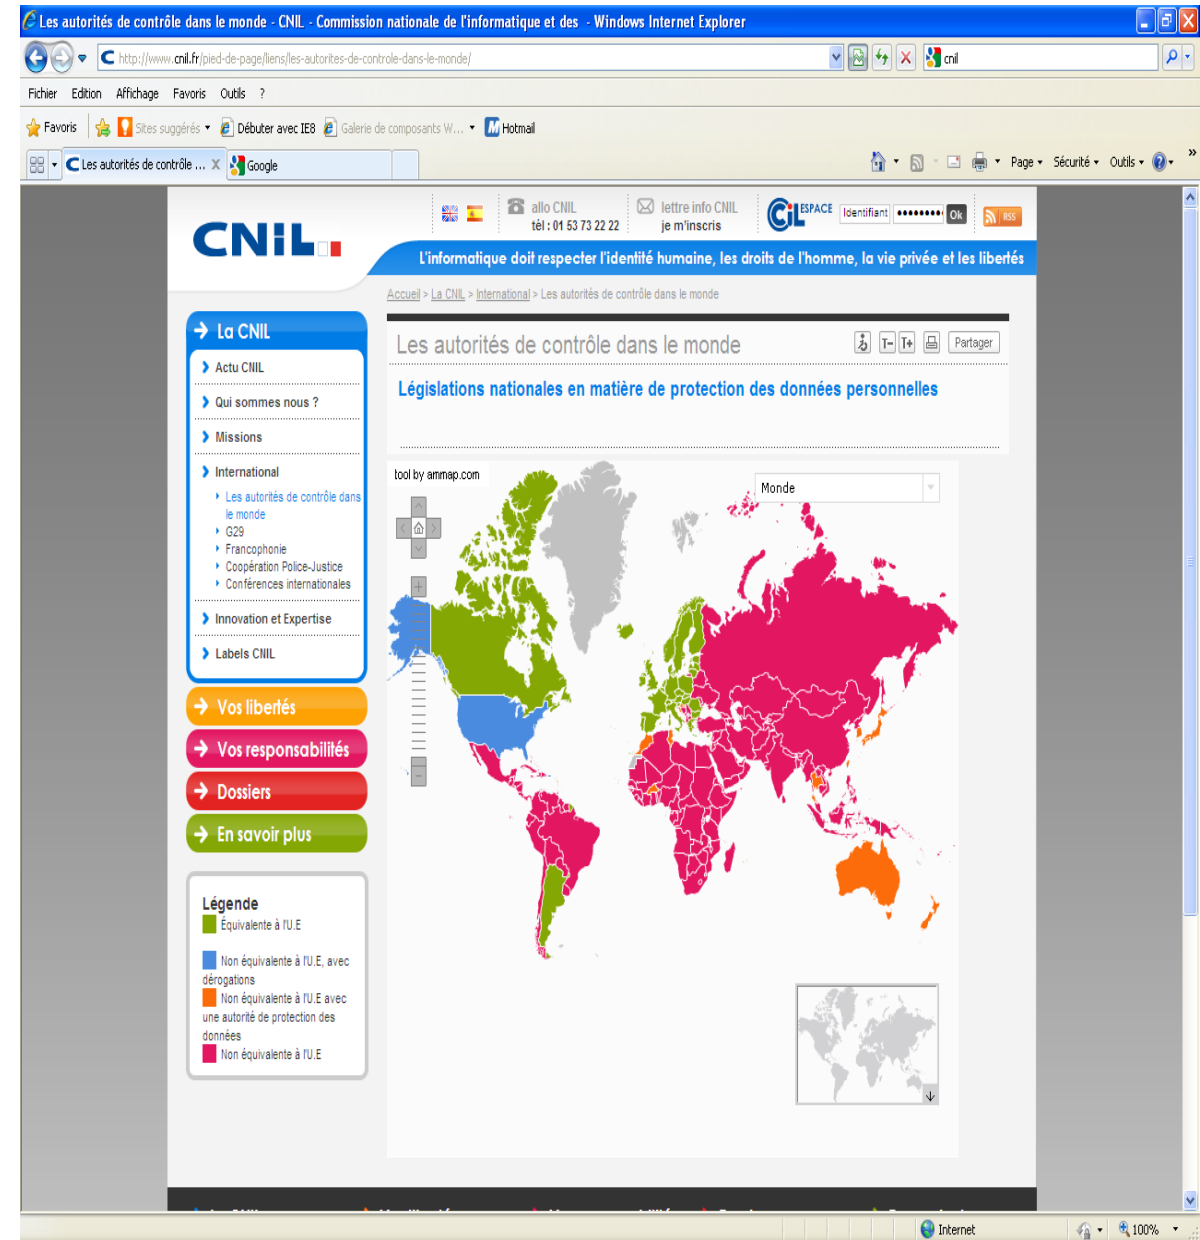 Les autorités de contrôle dans le monde - CNIL - Commission nationale de l'informatique et des - Windows Internet Explorer
http://www.cnil.fr/pied-de-page/liens/les-autorites-de-controle-dans-le-monde/
cnil
Fichier Edition Affichage Favoris Outils ?
Favoris Sites suggérés Débuter avec IE8 Galerie de composants W... Hotmail
Les autorités de contrôle ... X Google
Page Sécurité Outils
allo CNIL
tél : 01 53 73 22 22
lettre info CNIL
je m'inscris
CiL ESPACE Identifiant Ok RSS
CNiL
L'informatique doit respecter l'identité humaine, les droits de l'homme, la vie privée et les libertés
Accueil > La CNIL > International > Les autorités de contrôle dans le monde
La CNIL
Actu CNIL
Qui sommes nous ?
Missions
International
Les autorités de contrôle dans
le monde
G29
Francophonie
Coopération Police-Justice
Conférences internationales
Innovation et Expertise
Labels CNIL
Vos libertés
Vos responsabilités
Dossiers
En savoir plus
Légende
Équivalente à l'U.E
Non équivalente à l'U.E, avec
dérogations
Non équivalente à l'U.E avec
une autorité de protection des
données
Non équivalente à l'U.E
Les autorités de contrôle dans le monde
T- T+ Partager
Législations nationales en matière de protection des données personnelles
tool by ammap.com
Monde
Internet
100%